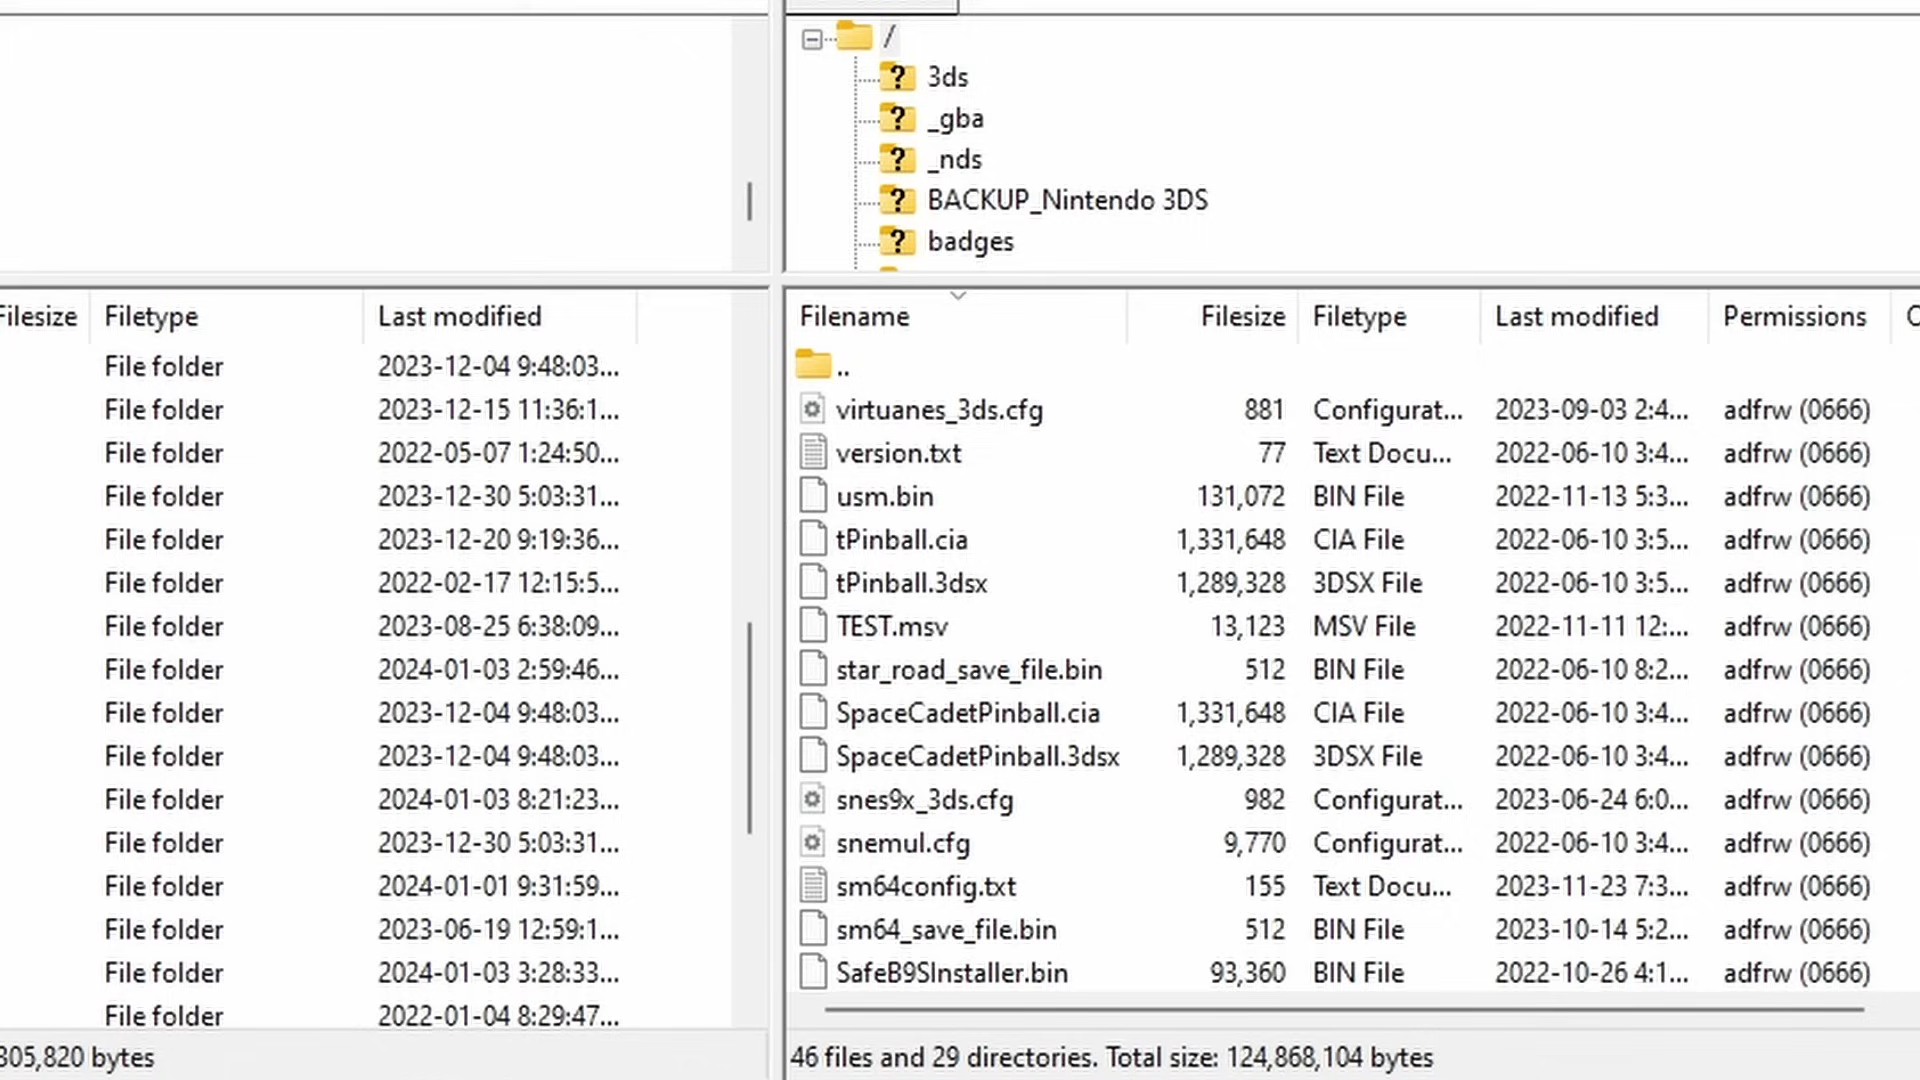 /
3ds
_gba
_nds
BACKUP_Nintendo 3DS
badges
Filesize Filetype Last modified
File folder 2023-12-04 9:48:03...
File folder 2023-12-15 11:36:1...
File folder 2022-05-07 1:24:50...
File folder 2023-12-30 5:03:31...
File folder 2023-12-20 9:19:36...
File folder 2022-02-17 12:15:5...
File folder 2023-08-25 6:38:09...
File folder 2024-01-03 2:59:46...
File folder 2023-12-04 9:48:03...
File folder 2023-12-04 9:48:03...
File folder 2024-01-03 8:21:23...
File folder 2023-12-30 5:03:31...
File folder 2024-01-01 9:31:59...
File folder 2023-06-19 12:59:1...
File folder 2024-01-03 3:28:33...
File folder 2022-01-04 8:29:47...
305,820 bytes
Filename Filesize Filetype Last modified Permissions
..
virtuanes_3ds.cfg 881 Configurat... 2023-09-03 2:4... adfrw (0666)
version.txt 77 Text Docu... 2022-06-10 3:4... adfrw (0666)
usm.bin 131,072 BIN File 2022-11-13 5:3... adfrw (0666)
tPinball.cia 1,331,648 CIA File 2022-06-10 3:5... adfrw (0666)
tPinball.3dsx 1,289,328 3DSX File 2022-06-10 3:5... adfrw (0666)
TEST.msv 13,123 MSV File 2022-11-11 12:... adfrw (0666)
star_road_save_file.bin 512 BIN File 2022-06-10 8:2... adfrw (0666)
SpaceCadetPinball.cia 1,331,648 CIA File 2022-06-10 3:4... adfrw (0666)
SpaceCadetPinball.3dsx 1,289,328 3DSX File 2022-06-10 3:4... adfrw (0666)
snes9x_3ds.cfg 982 Configurat... 2023-06-24 6:0... adfrw (0666)
snemul.cfg 9,770 Configurat... 2022-06-10 3:4... adfrw (0666)
sm64config.txt 155 Text Docu... 2023-11-23 7:3... adfrw (0666)
sm64_save_file.bin 512 BIN File 2023-10-14 5:2... adfrw (0666)
SafeB9SInstaller.bin 93,360 BIN File 2022-10-26 4:1... adfrw (0666)
46 files and 29 directories. Total size: 124,868,104 bytes